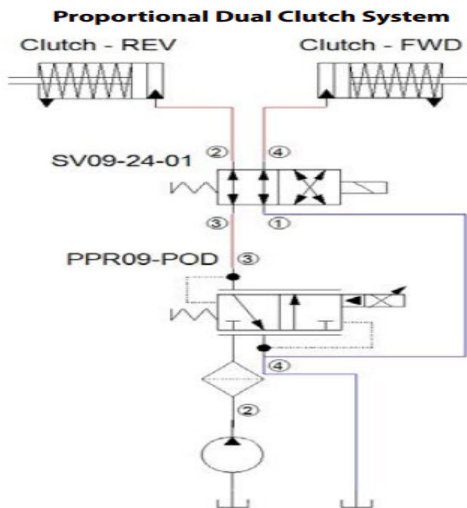 Proportional Dual Clutch System
Clutch - REV Clutch - FWD
② ④
SV09-24-01
③ ①
PPR09-POD ③
④
②